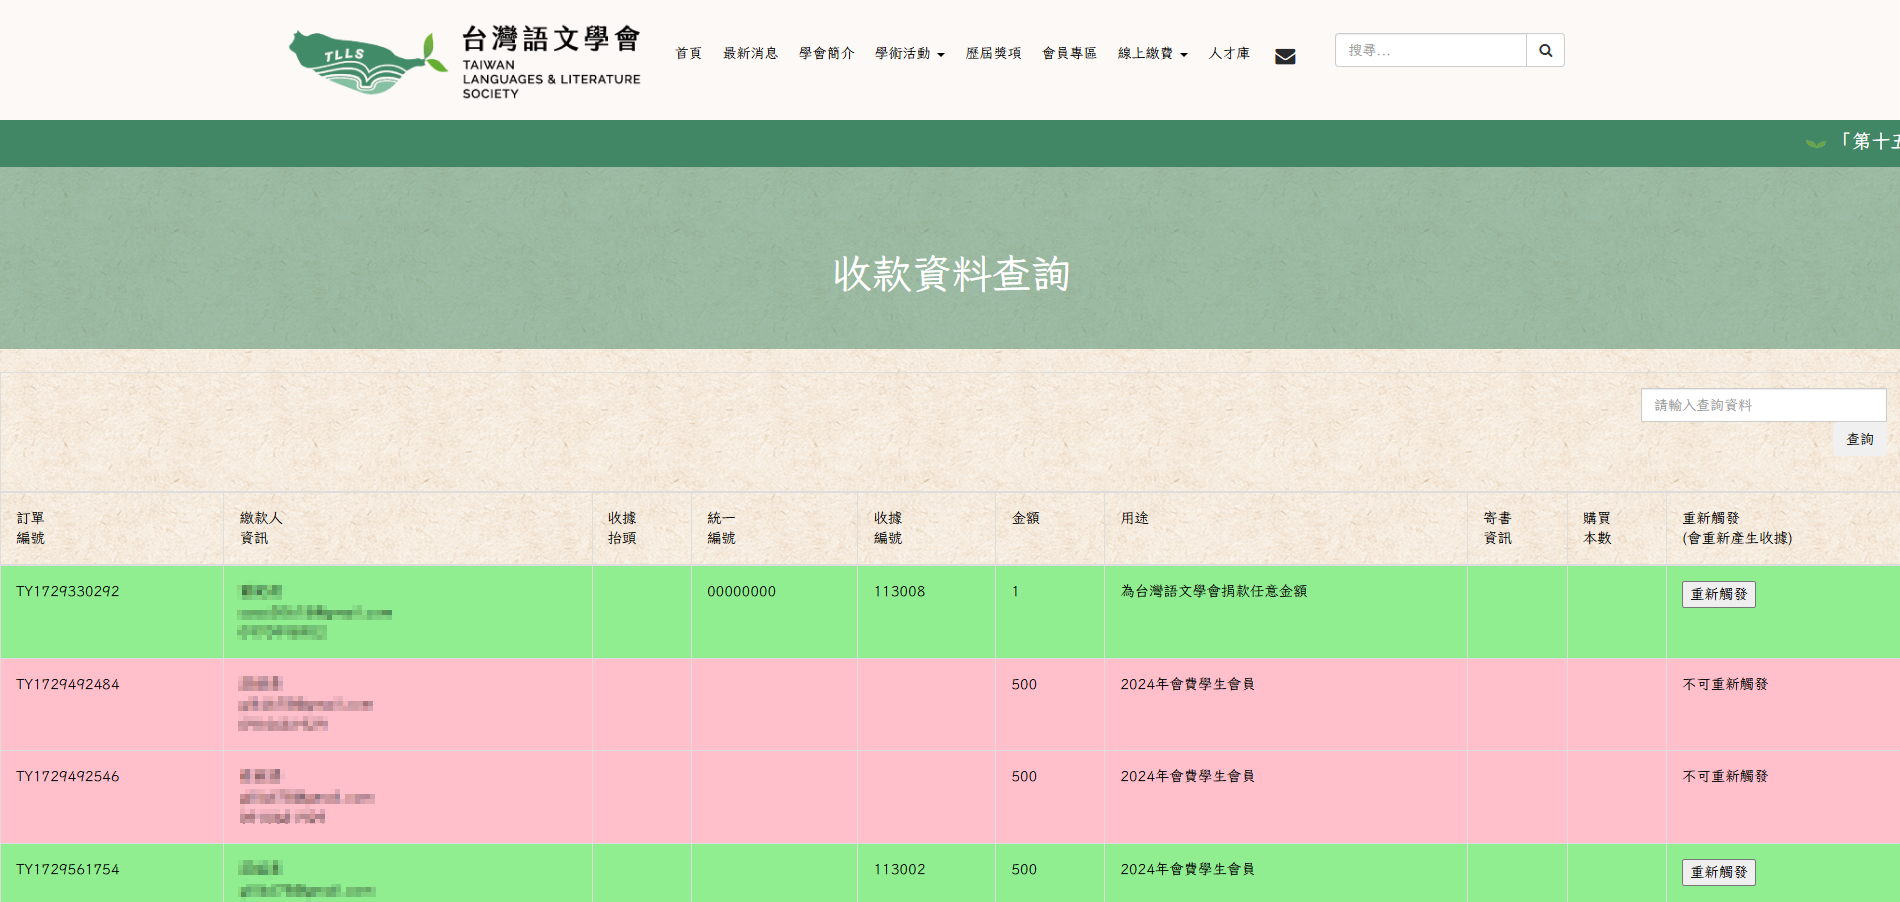 TLLS
台灣語文學會
TAIWAN
LANGUAGES & LITERATURE
SOCIETY
首頁 最新消息 學會簡介 學術活動 歷屆獎項 會員專區 線上繳費 人才庫
搜尋...
「第十五
收款資料查詢
請輸入查詢資料
查詢
訂單編號 繳款人資訊 收據抬頭 統一編號 收據編號 金額 用途 寄書資訊 購買本數 重新觸發(會重新產生收據)
TY1729330292 00000000 113008 1 為台灣語文學會捐款任意金額 重新觸發
TY1729492484 500 2024年會費學生會員 不可重新觸發
TY1729492546 500 2024年會費學生會員 不可重新觸發
TY1729561754 113002 500 2024年會費學生會員 重新觸發